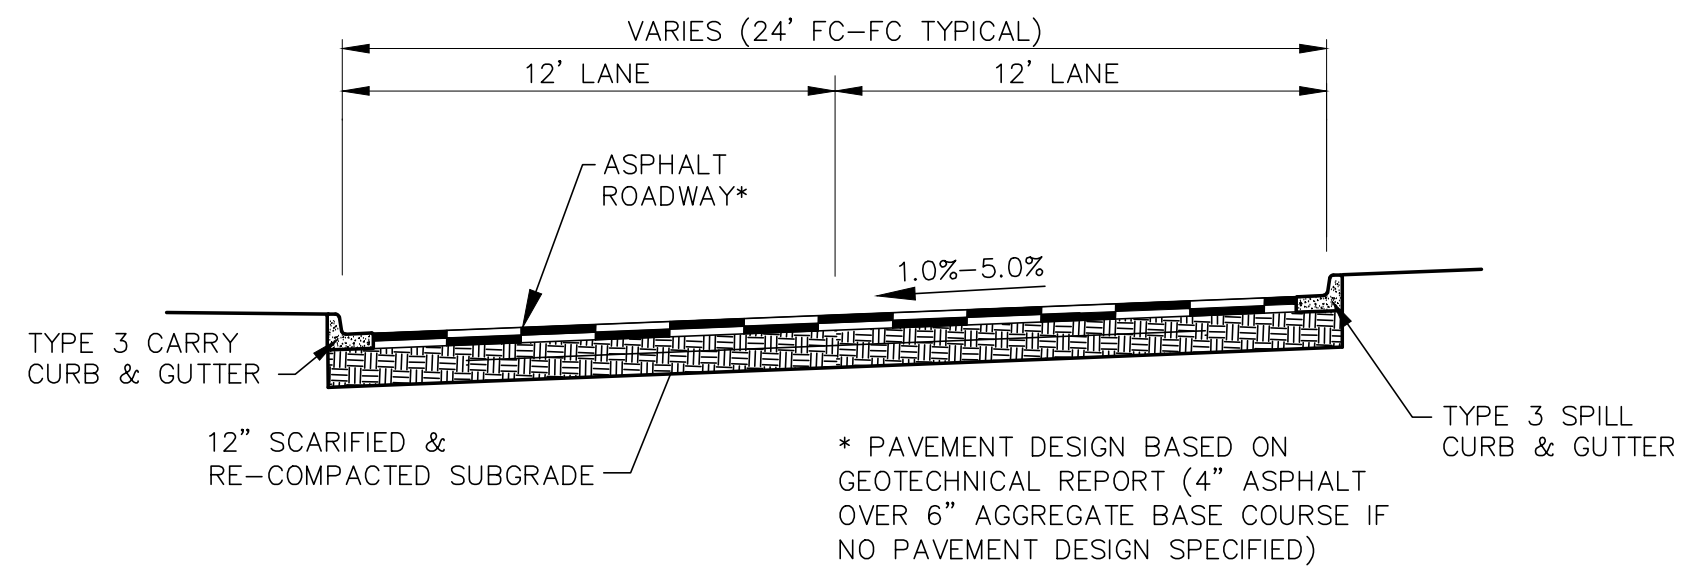 VARIES (24' FC-FC TYPICAL)
12' LANE
12' LANE
ASPHALT
ROADWAY*
1.0%-5.0%
TYPE 3 CARRY
CURB & GUTTER
12" SCARIFIED &
RE-COMPACTED SUBGRADE
* PAVEMENT DESIGN BASED ON
GEOTECHNICAL REPORT (4" ASPHALT
OVER 6" AGGREGATE BASE COURSE IF
NO PAVEMENT DESIGN SPECIFIED)
TYPE 3 SPILL
CURB & GUTTER